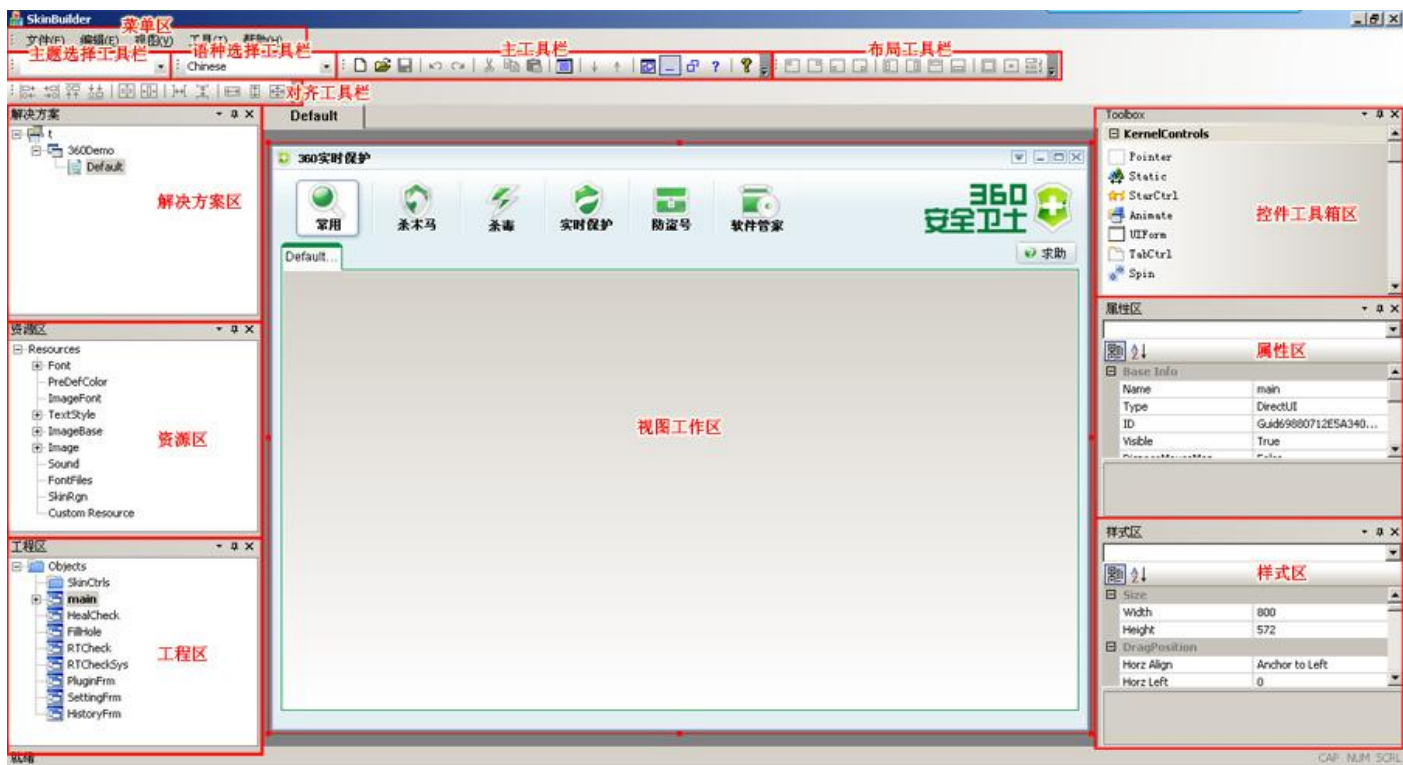 SkinBuilder
菜单区
文件(F) 编辑(E) 视图(V) 工具(T) 帮助(H)
主题选择工具栏
语种选择工具栏
主工具栏
布局工具栏
Chinese
对齐工具栏
解决方案
t
360Demo
Default
解决方案区
资源区
Resources
Font
PreDefColor
ImageFont
TextStyle
ImageBase
Image
Sound
FontFiles
SkinRgn
Custom Resource
资源区
工程区
Objects
SkinCtrls
main
HealCheck
FillHole
RTCheck
RTCheckSys
PluginFrm
SettingFrm
HistoryFrm
工程区
就绪
Default
360实时保护
常用
杀木马
杀毒
实时保护
防盗号
软件管家
360
安全卫士
Default...
求助
视图工作区
Toolbox
KernelControls
Pointer
Static
StarCtrl
Animate
UIForm
TabCtrl
Spin
控件工具箱区
属性区
属性区
Base Info
Name main
Type DirectUI
ID Guid69880712E5A340...
Visible True
样式区
样式区
Size
Width 800
Height 572
DragPosition
Horz Align Anchor to Left
Horz Left 0
CAP NUM SCRL